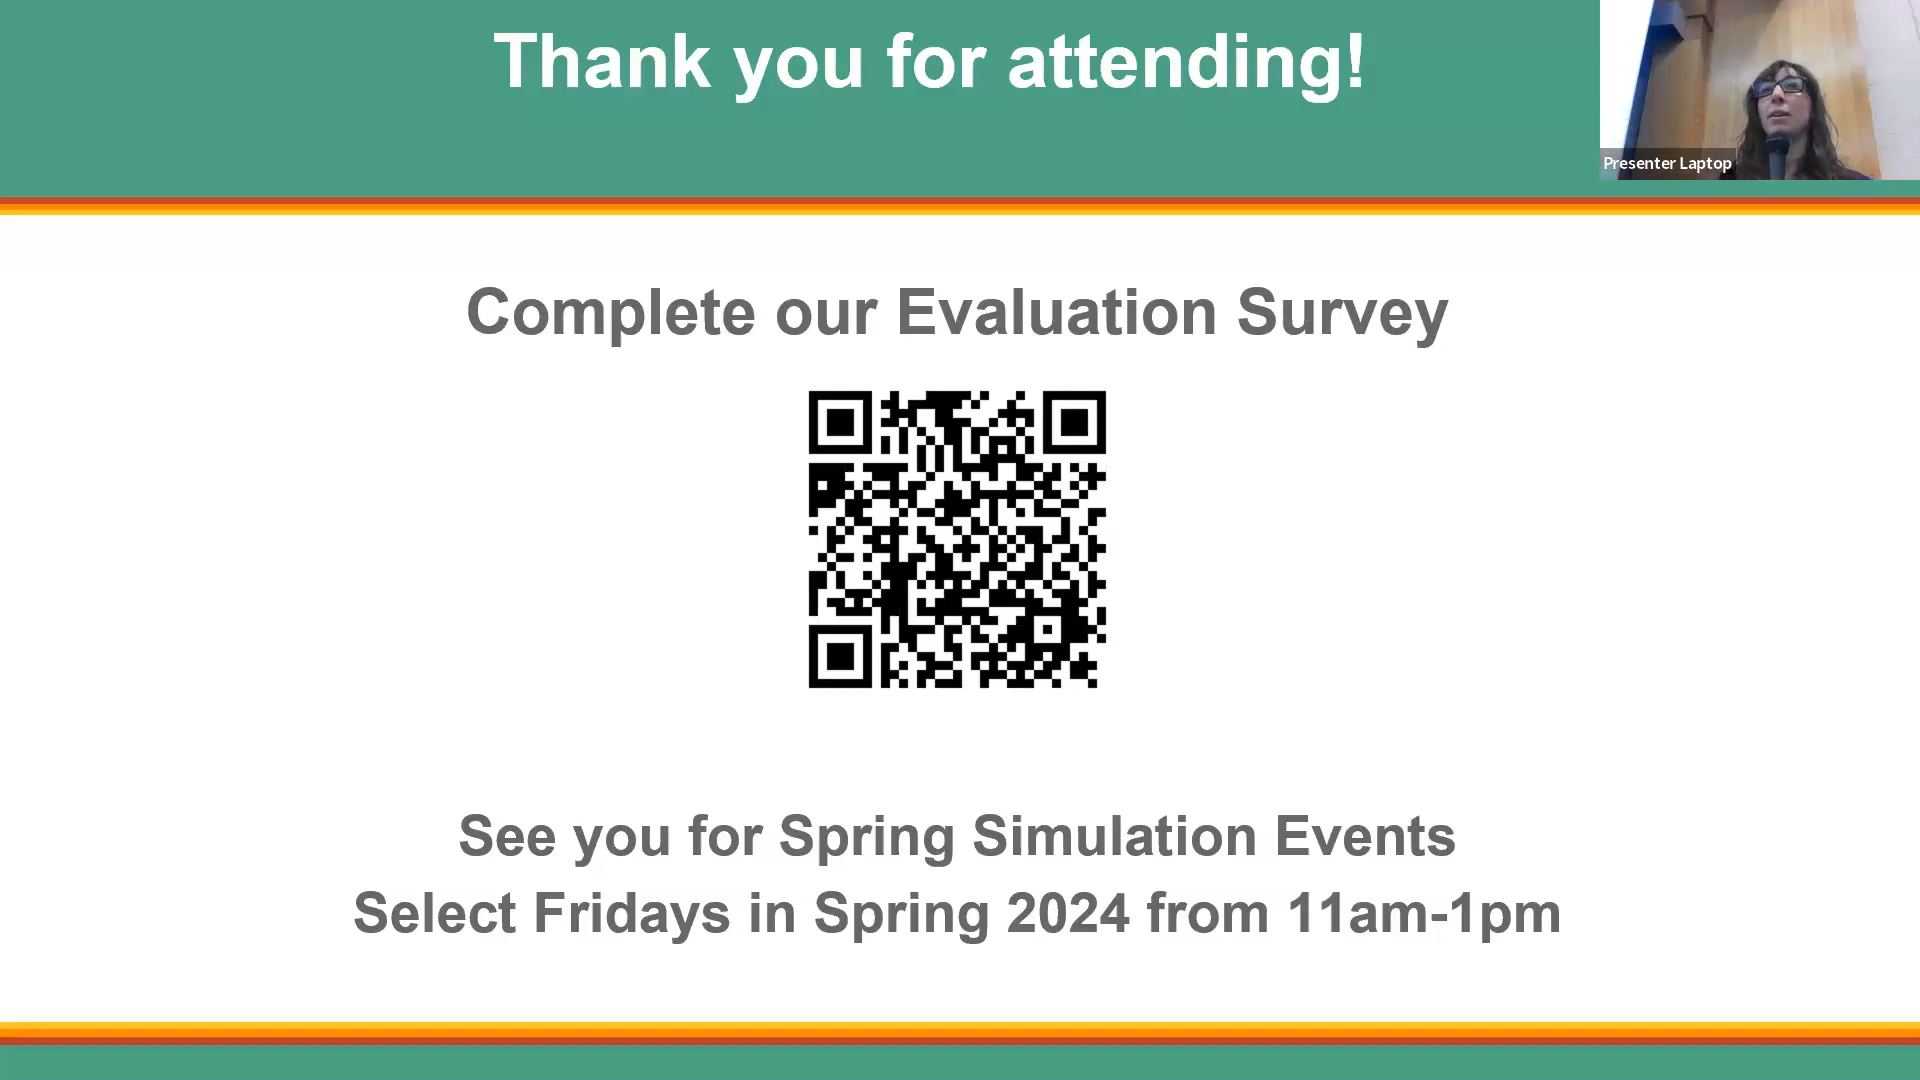 Thank you for attending!
Presenter Laptop
Complete our Evaluation Survey
See you for Spring Simulation Events
Select Fridays in Spring 2024 from 11am-1pm